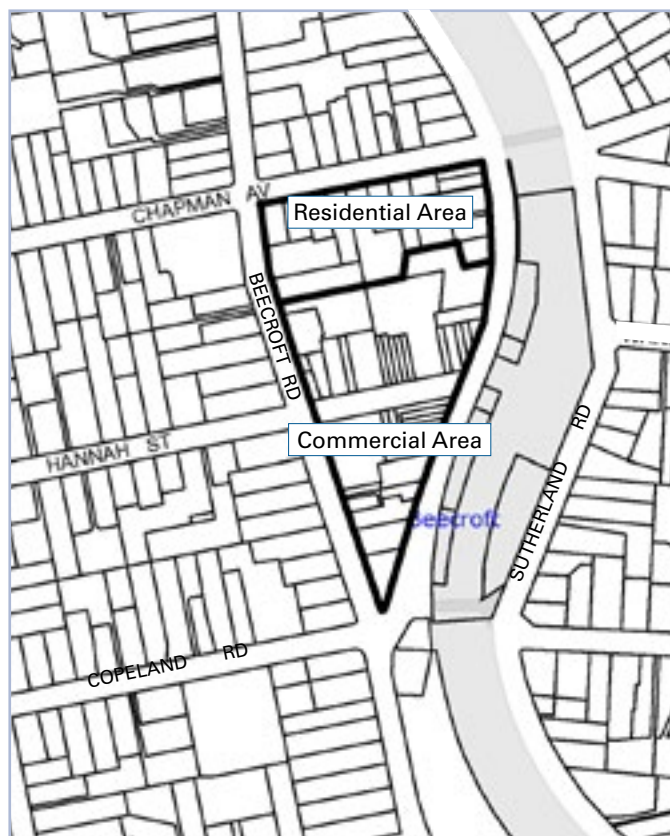 CHAPMAN AV
Residential Area
BEECROFT RD
HANNAH ST
Commercial Area
Beecroft
SUTHERLAND RD
COPELAND RD